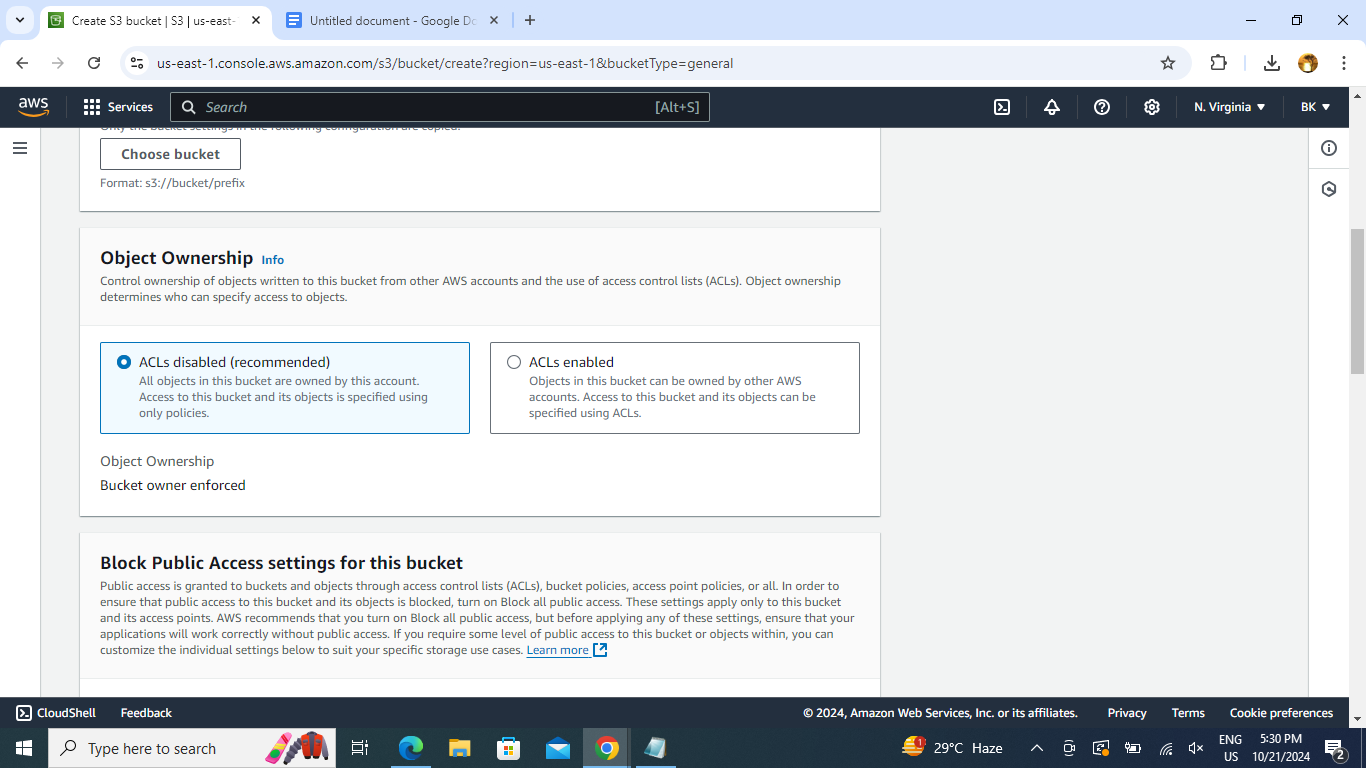 Create S3 bucket | S3 | us-east-
Untitled document - Google Do
us-east-1.console.aws.amazon.com/s3/bucket/create?region=us-east-1&bucketType=general
aws
Services
Search
[Alt+S]
N. Virginia
BK
Only the bucket settings in the following configuration are copied.
Choose bucket
Format: s3://bucket/prefix
Object Ownership Info
Control ownership of objects written to this bucket from other AWS accounts and the use of access control lists (ACLs). Object ownership
determines who can specify access to objects.
ACLs disabled (recommended)
All objects in this bucket are owned by this account.
Access to this bucket and its objects is specified using
only policies.
ACLs enabled
Objects in this bucket can be owned by other AWS
accounts. Access to this bucket and its objects can be
specified using ACLs.
Object Ownership
Bucket owner enforced
Block Public Access settings for this bucket
Public access is granted to buckets and objects through access control lists (ACLs), bucket policies, access point policies, or all. In order to
ensure that public access to this bucket and its objects is blocked, turn on Block all public access. These settings apply only to this bucket
and its access points. AWS recommends that you turn on Block all public access, but before applying any of these settings, ensure that your
applications will work correctly without public access. If you require some level of public access to this bucket or objects within, you can
customize the individual settings below to suit your specific storage use cases. Learn more
CloudShell
Feedback
© 2024, Amazon Web Services, Inc. or its affiliates.
Privacy
Terms
Cookie preferences
Type here to search
1
29°C Haze
ENG
US
5:30 PM
10/21/2024
2